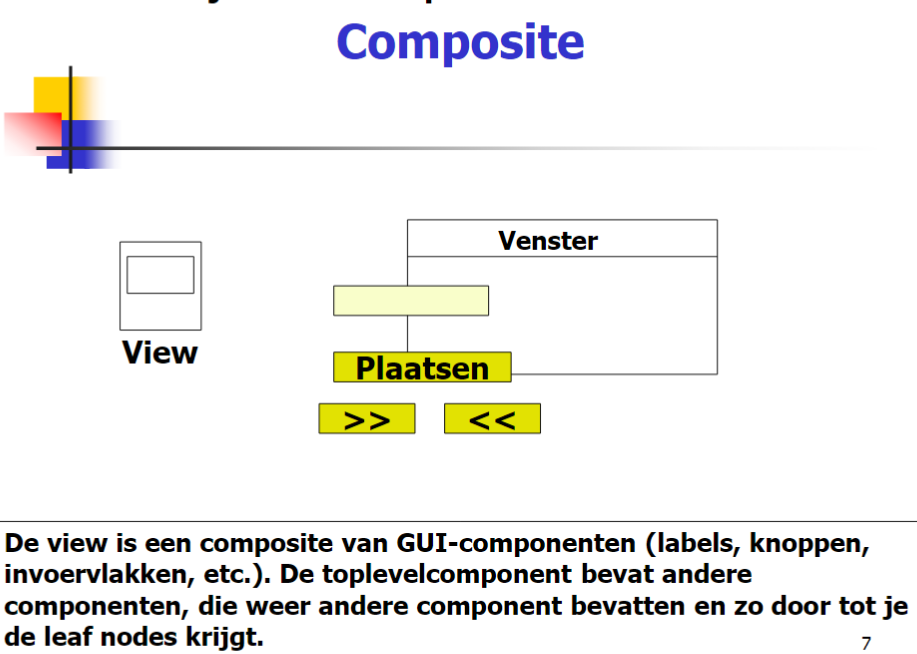 Composite
Venster
View
Plaatsen
>> <<
De view is een composite van GUI-componenten (labels, knoppen,
invoervlakken, etc.). De toplevelcomponent bevat andere
componenten, die weer andere component bevatten en zo door tot je
de leaf nodes krijgt.
7